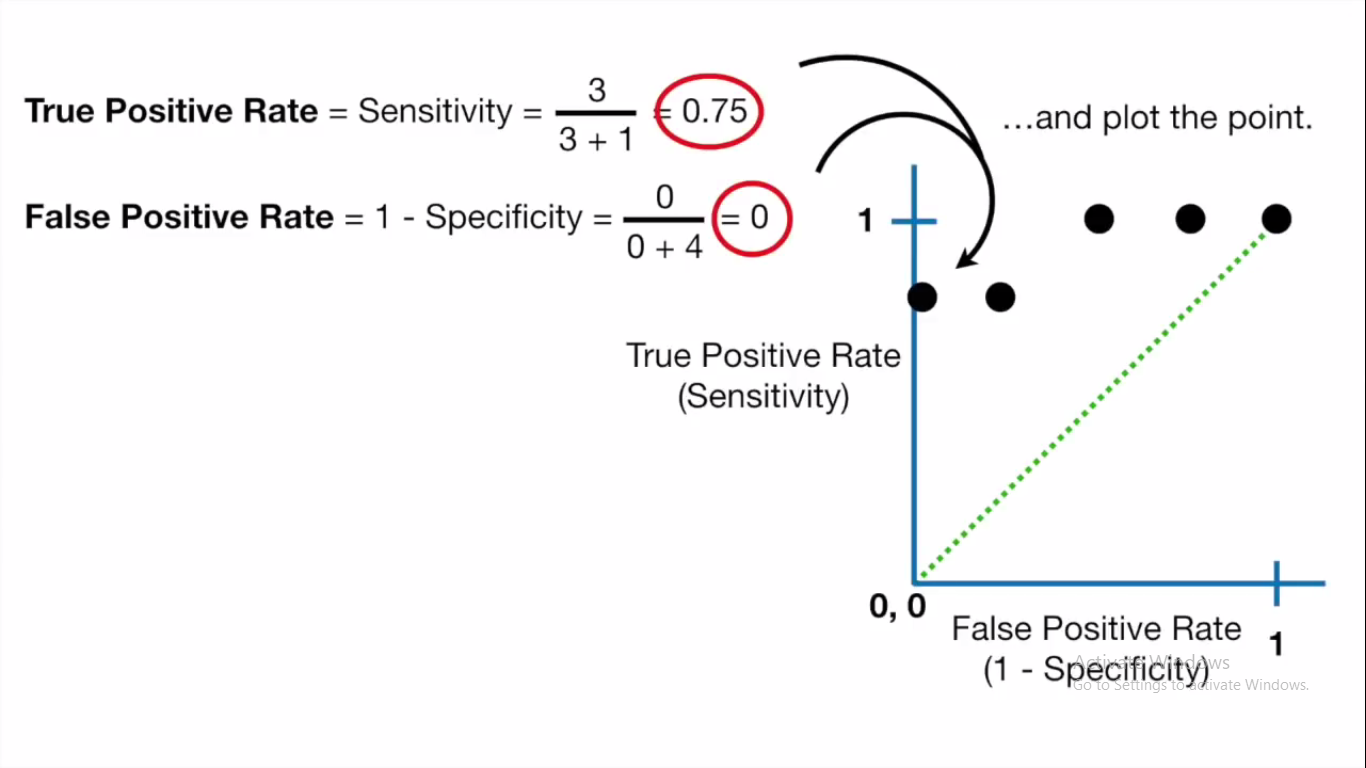 True Positive Rate = Sensitivity = 3 / 3 + 1 = 0.75
…and plot the point.
False Positive Rate = 1 - Specificity = 0 / 0 + 4 = 0
1
True Positive Rate
(Sensitivity)
0, 0
False Positive Rate
1
(1 - Specificity)
Activate Windows
Go to Settings to activate Windows.